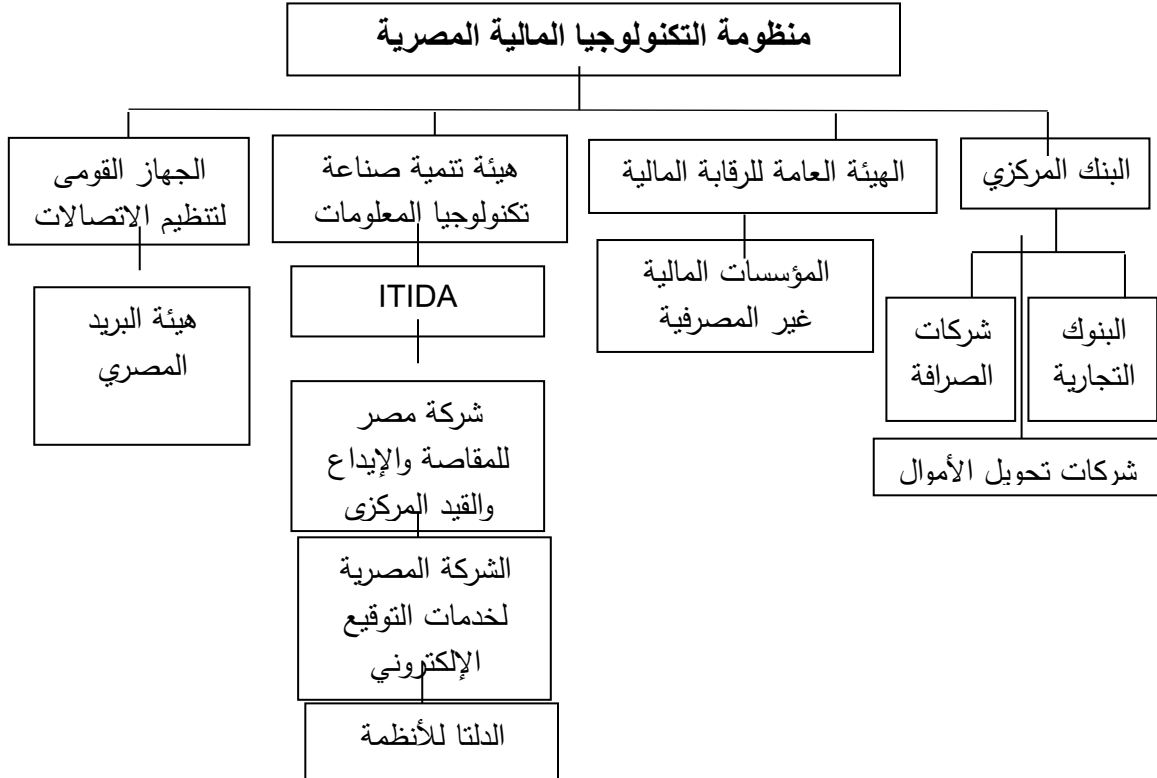 منظومة التكنولوجيا المالية المصرية
البنك المركزي
الهيئة العامة للرقابة المالية
هيئة تنمية صناعة
تكنولوجيا المعلومات
الجهاز القومى
لتنظيم الاتصالات
البنوك
التجارية
شركات
الصرافة
شركات تحويل الأموال
المؤسسات المالية
غير المصرفية
ITIDA
شركة مصر
للمقاصة والإيداع
والقيد المركزى
الشركة المصرية
لخدمات التوقيع
الإلكتروني
الدلتا للأنظمة
هيئة البريد
المصري